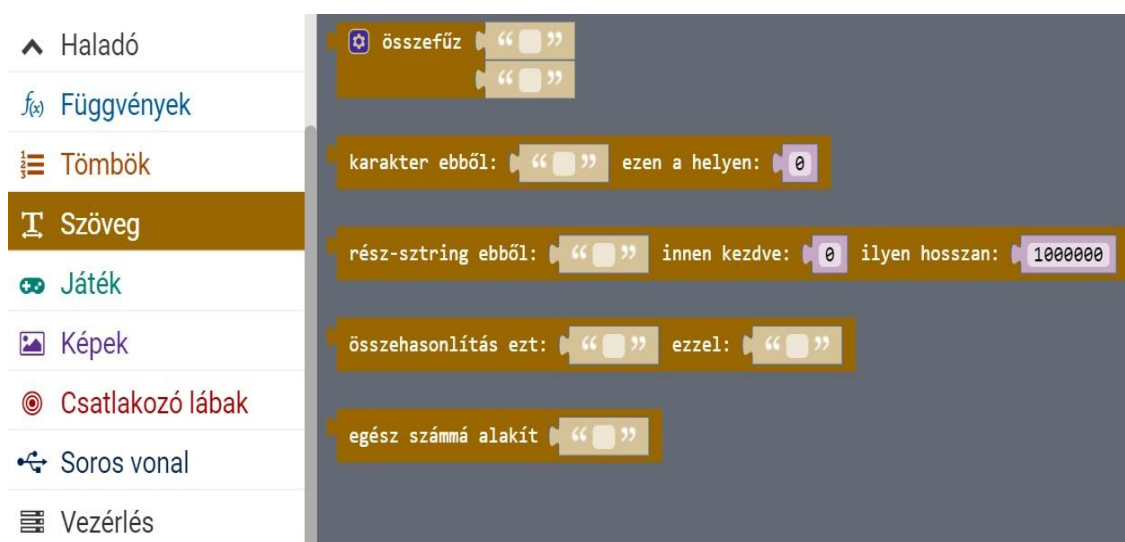 Haladó
Függvények
Tömbök
Szöveg
Játék
Képek
Csatlakozó lábak
Soros vonal
Vezérlés
összefűz “ ”
“ ”
karakter ebből: “ ” ezen a helyen: 0
rész-sztring ebből: “ ” innen kezdve: 0 ilyen hosszan: 1000000
összehasonlítás ezt: “ ” ezzel: “ ”
egész számmá alakít “ ”